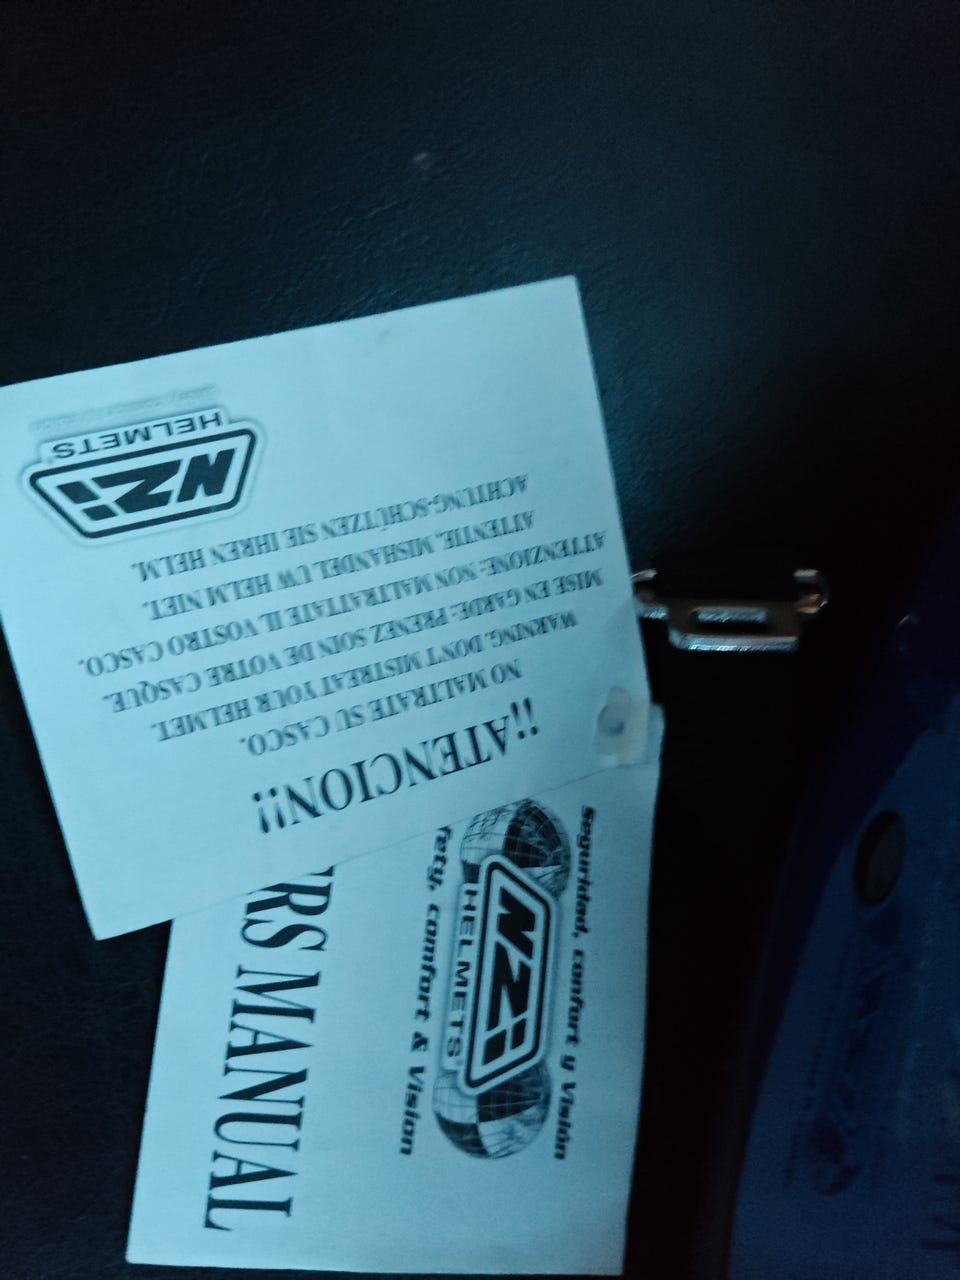 ¡¡ATENCION!!
NO MALTRATE SU CASCO.
WARNING, DON'T MISTREAT YOUR HELMET.
MISE EN GARDE: PRENEZ SOIN DE VOTRE CASQUE.
ATTENZIONE: NON MALTRATTATE IL VOSTRO CASCO.
ATTENTIE, MISHANDEL UW HELM NIET.
ACHTUNG-SCHÜTZEN SIE IHREN HELM.
NZi
HELMETS®
Seguridad, confort y Visión
NZi
HELMETS®
fety, comfort & Vision
RS MANUAL